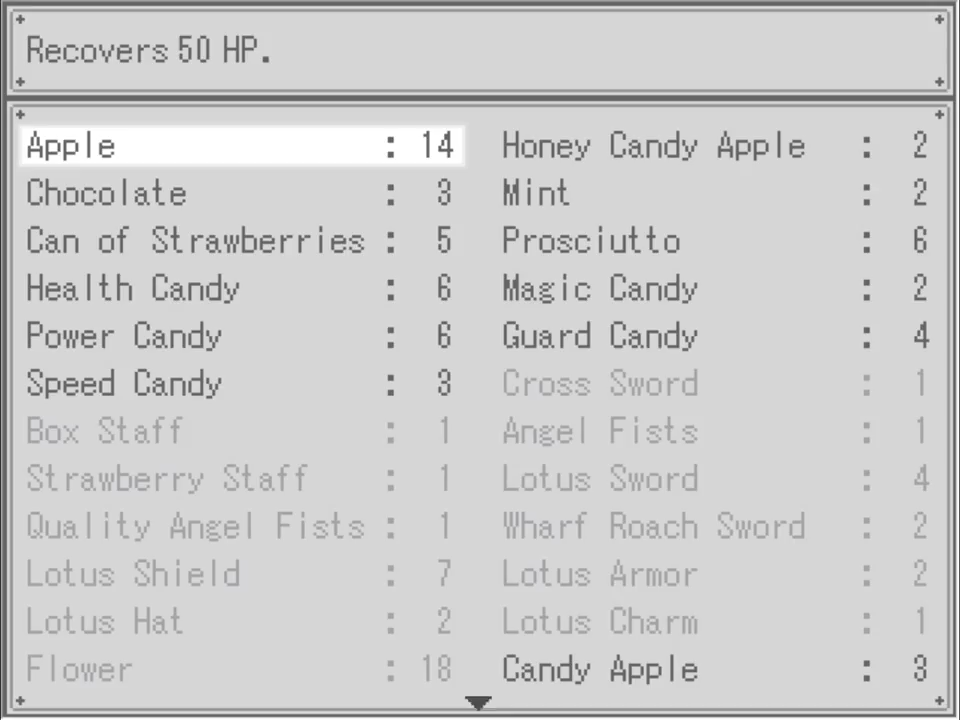 Recovers 50 HP.
Apple : 14 Honey Candy Apple : 2
Chocolate : 3 Mint : 2
Can of Strawberries : 5 Prosciutto : 6
Health Candy : 6 Magic Candy : 2
Power Candy : 6 Guard Candy : 4
Speed Candy : 3 Cross Sword : 1
Box Staff : 1 Angel Fists : 1
Strawberry Staff : 1 Lotus Sword : 4
Quality Angel Fists : 1 Wharf Roach Sword : 2
Lotus Shield : 7 Lotus Armor : 2
Lotus Hat : 2 Lotus Charm : 1
Flower : 18 Candy Apple : 3